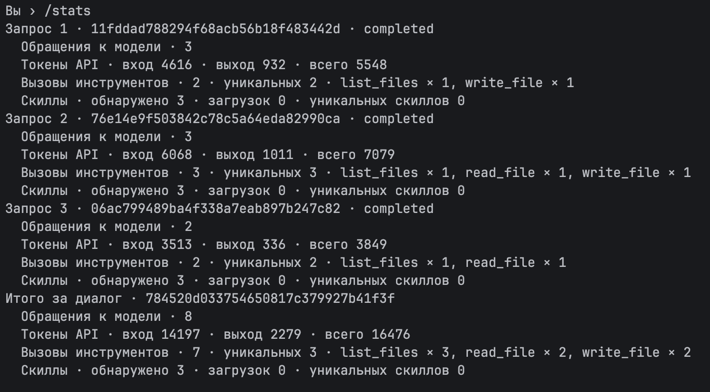 Вы › /stats
Запрос 1 · 11fddad788294f68acb56b18f483442d · completed
Обращения к модели · 3
Токены API · вход 4616 · выход 932 · всего 5548
Вызовы инструментов · 2 · уникальных 2 · list_files × 1, write_file × 1
Скиллы · обнаружено 3 · загрузок 0 · уникальных скиллов 0
Запрос 2 · 76e14e9f503842c78c5a64eda82990ca · completed
Обращения к модели · 3
Токены API · вход 6068 · выход 1011 · всего 7079
Вызовы инструментов · 3 · уникальных 3 · list_files × 1, read_file × 1, write_file × 1
Скиллы · обнаружено 3 · загрузок 0 · уникальных скиллов 0
Запрос 3 · 06ac799489ba4f338a7eab897b247c82 · completed
Обращения к модели · 2
Токены API · вход 3513 · выход 336 · всего 3849
Вызовы инструментов · 2 · уникальных 2 · list_files × 1, read_file × 1
Скиллы · обнаружено 3 · загрузок 0 · уникальных скиллов 0
Итого за диалог · 784520d033754650817c379927b41f3f
Обращения к модели · 8
Токены API · вход 14197 · выход 2279 · всего 16476
Вызовы инструментов · 7 · уникальных 3 · list_files × 3, read_file × 2, write_file × 2
Скиллы · обнаружено 3 · загрузок 0 · уникальных скиллов 0